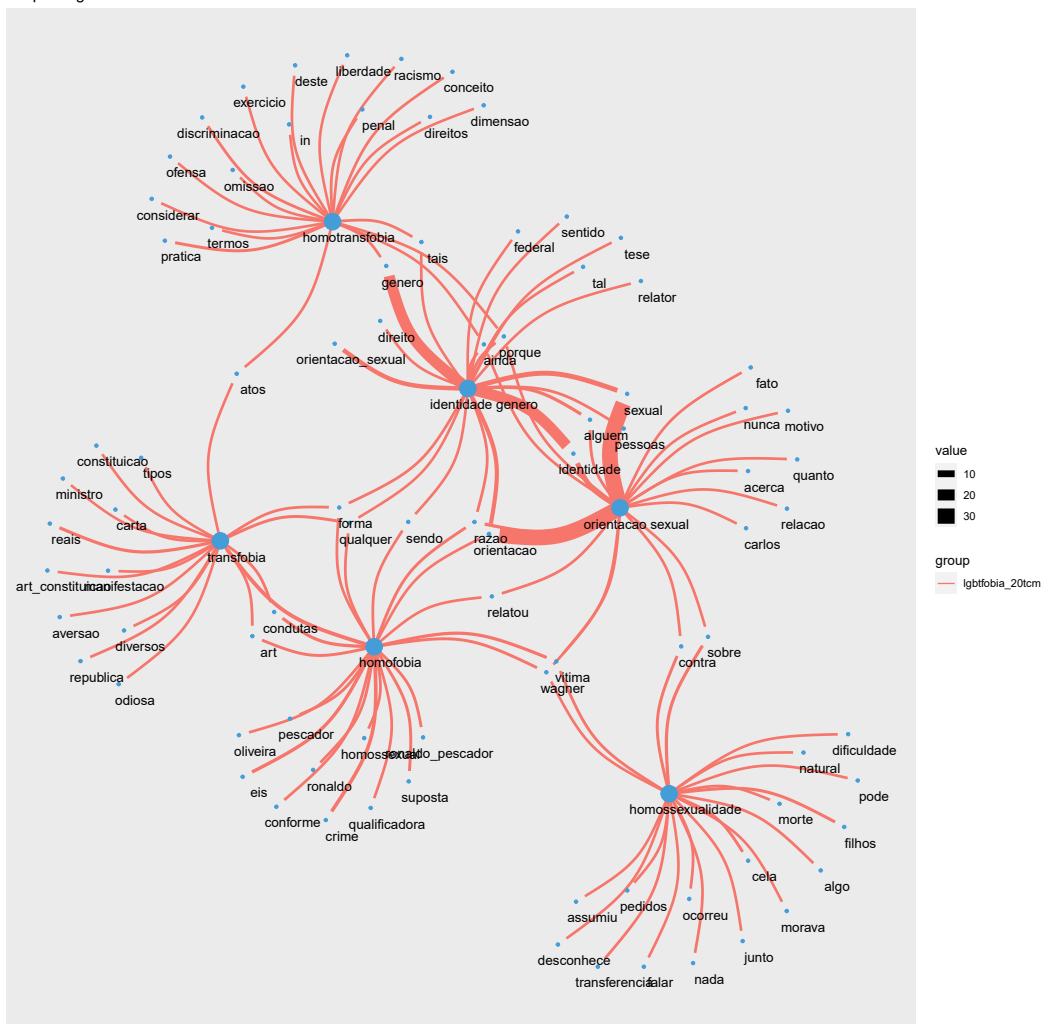 liberdade
racismo
deste
conceito
exercicio
dimensao
penal
direitos
discriminacao
in
ofensa
omissao
considerar
homotransfobia
termos
pratica
tais
sentido
federal
tese
genero
tal
relator
direito
orientacao_sexual
porque
ainda
atos
identidade genero
fato
sexual
nunca
motivo
alguem
pessoas
constituicao
tipos
identidade
quanto
ministro
acerca
carta
forma
orientacao sexual
relacao
reais
qualquer
sendo
razao
orientacao
carlos
transfobia
art_constituicao
manifestacao
relatou
aversao
condutas
diversos
art
homofobia
sobre
contra
republica
vitima
wagner
odiosa
pescador
oliveira
homossexual
ronaldo_pescador
dificuldade
natural
eis
ronaldo
suposta
pode
homossexualidade
conforme
qualificadora
morte
crime
filhos
cela
algo
assumiu
pedidos
ocorreu
morava
desconhece
junto
transferencia
falar
nada
value
10
20
30
group
lgbtfobia_20tcm